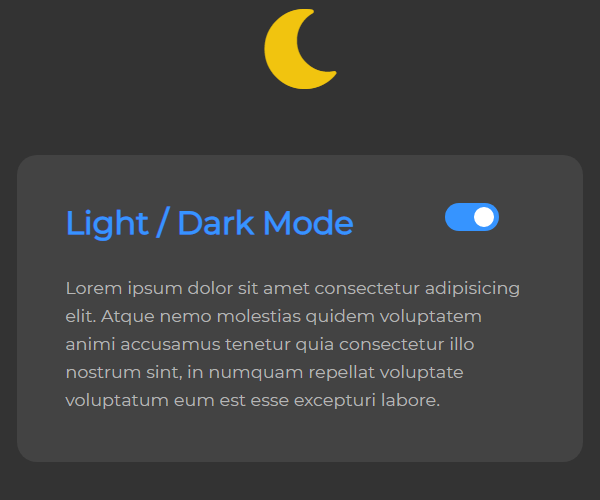 Light / Dark Mode
Lorem ipsum dolor sit amet consectetur adipisicing
elit. Atque nemo molestias quidem voluptatem
animi accusamus tenetur quia consectetur illo
nostrum sint, in numquam repellat voluptate
voluptatum eum est esse excepturi labore.